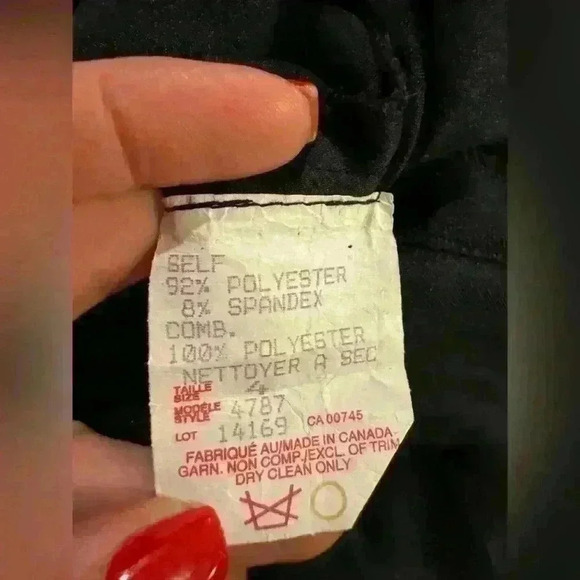 SELF
92% POLYESTER
8% SPANDEX
COMB.
100% POLYESTER
NETTOYER A SEC
TAILLE
SIZE 4
MODÈLE
STYLE 4787
LOT 14169 CA 00745
FABRIQUÉ AU/MADE IN CANADA
GARN. NON COMP./EXCL. OF TRIM
DRY CLEAN ONLY